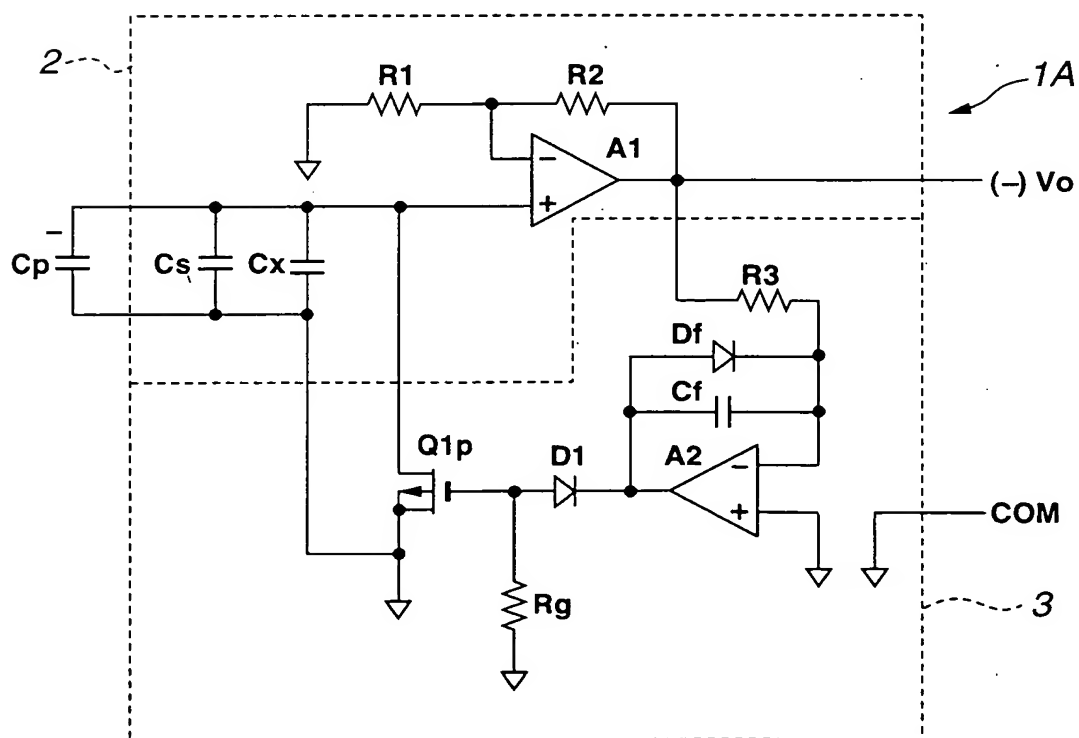 2
R1
R2
1A
A1
−
+
(−) Vo
−
Cp
Cs
Cx
R3
Df
Cf
Q1p
D1
A2
−
+
COM
Rg
3